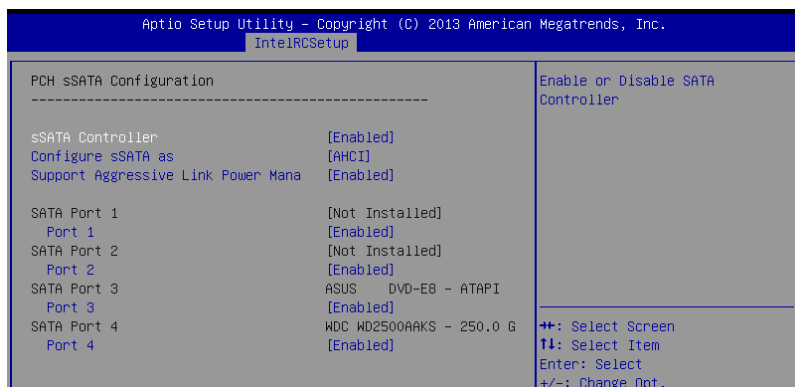 Aptio Setup Utility – Copyright (C) 2013 American Megatrends, Inc.
IntelRCSetup
PCH sSATA Configuration
--------------------------------------------------
sSATA Controller [Enabled]
Configure sSATA as [AHCI]
Support Aggressive Link Power Mana [Enabled]
SATA Port 1 [Not Installed]
Port 1 [Enabled]
SATA Port 2 [Not Installed]
Port 2 [Enabled]
SATA Port 3 ASUS DVD-E8 - ATAPI
Port 3 [Enabled]
SATA Port 4 WDC WD2500AAKS - 250.0 G
Port 4 [Enabled]
Enable or Disable SATA
Controller
→←: Select Screen
↑↓: Select Item
Enter: Select
+/-: Change Opt.